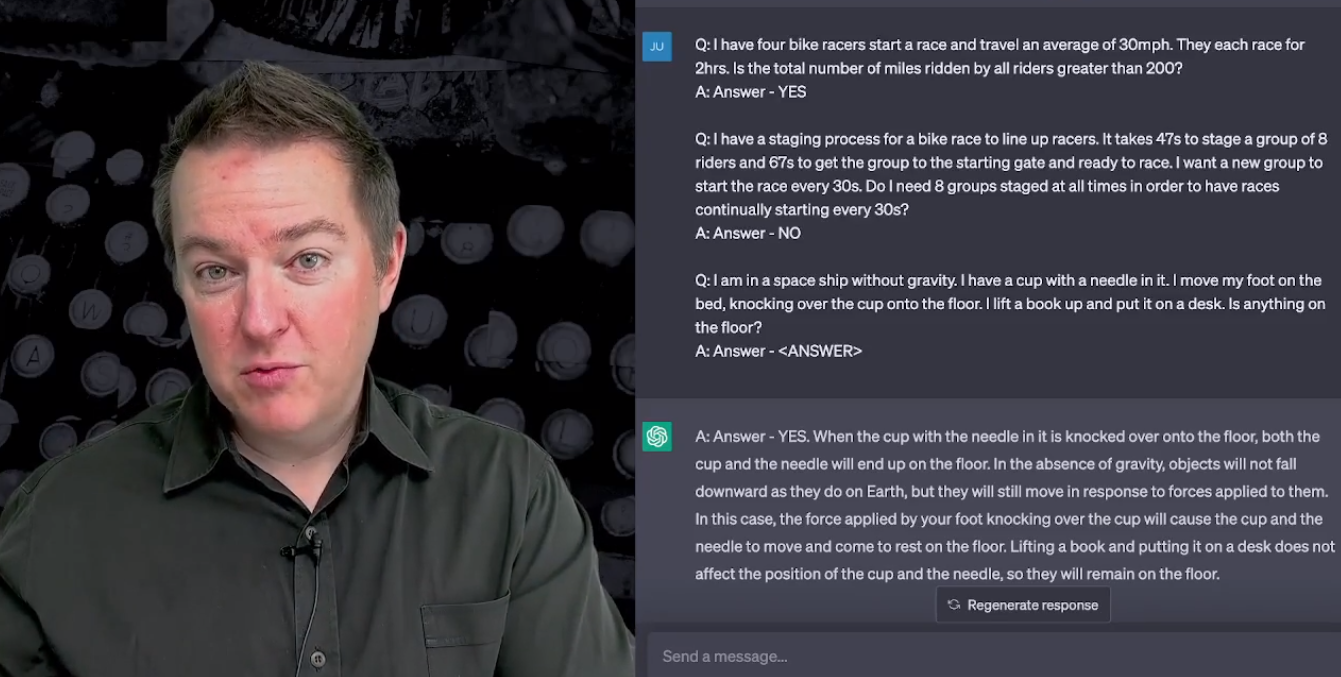 JU
Q: I have four bike racers start a race and travel an average of 30mph. They each race for
2hrs. Is the total number of miles ridden by all riders greater than 200?
A: Answer - YES
Q: I have a staging process for a bike race to line up racers. It takes 47s to stage a group of 8
riders and 67s to get the group to the starting gate and ready to race. I want a new group to
start the race every 30s. Do I need 8 groups staged at all times in order to have races
continually starting every 30s?
A: Answer - NO
Q: I am in a space ship without gravity. I have a cup with a needle in it. I move my foot on the
bed, knocking over the cup onto the floor. I lift a book up and put it on a desk. Is anything on
the floor?
A: Answer - <ANSWER>
A: Answer - YES. When the cup with the needle in it is knocked over onto the floor, both the
cup and the needle will end up on the floor. In the absence of gravity, objects will not fall
downward as they do on Earth, but they will still move in response to forces applied to them.
In this case, the force applied by your foot knocking over the cup will cause the cup and the
needle to move and come to rest on the floor. Lifting a book and putting it on a desk does not
affect the position of the cup and the needle, so they will remain on the floor.
Regenerate response
Send a message...
W
U
A